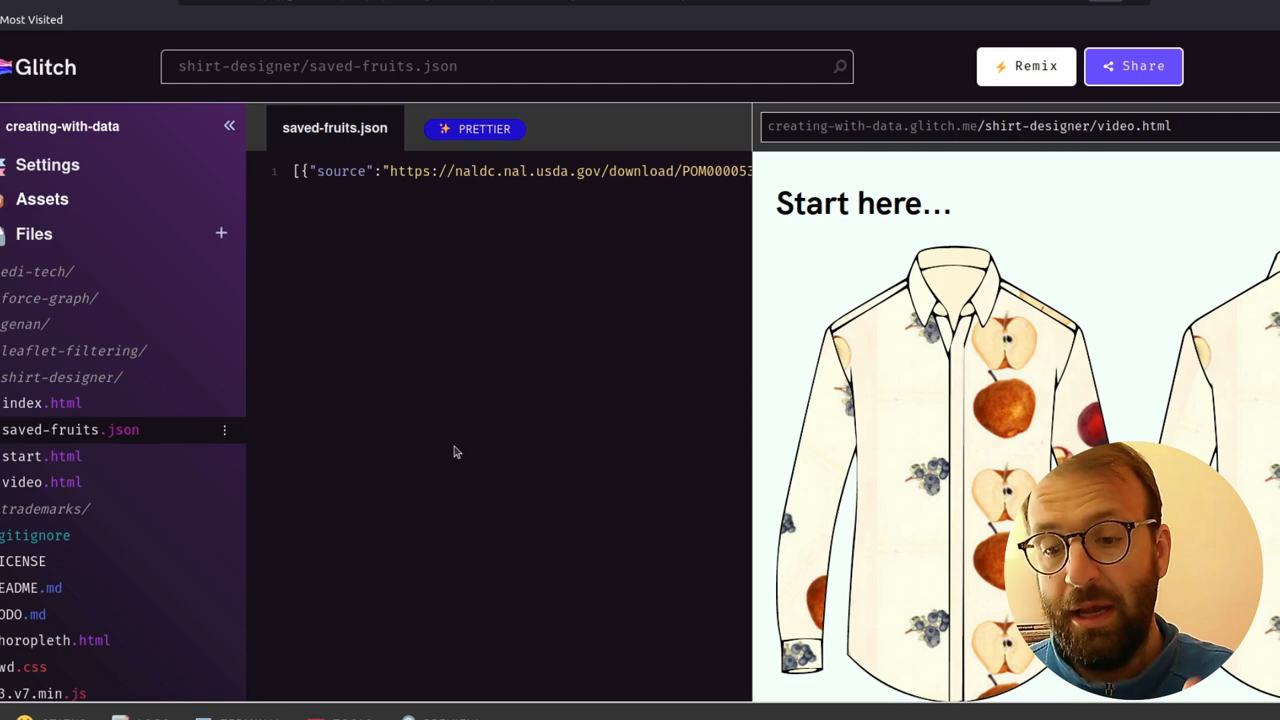 Most Visited
Glitch
shirt-designer/saved-fruits.json
Remix
Share
creating-with-data
«
Settings
Assets
Files
+
edi-tech/
force-graph/
genan/
leaflet-filtering/
shirt-designer/
index.html
saved-fruits.json
start.html
video.html
trademarks/
gitignore
ICENSE
EADME.md
ODO.md
horopleth.html
wd.css
3.v7.min.js
saved-fruits.json
PRETTIER
1 [{"source":"https://naldc.nal.usda.gov/download/POM000053
creating-with-data.glitch.me/shirt-designer/video.html
Start here...